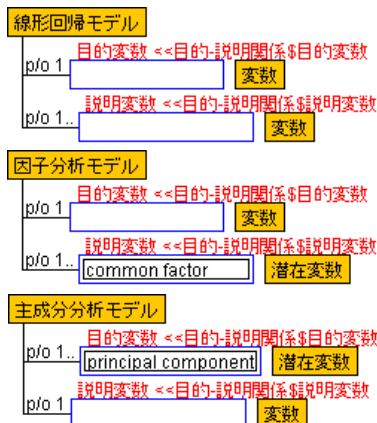 線形回帰モデル
目的変数 <<目的-説明関係$目的変数
p/o 1
変数
説明変数 <<目的-説明関係$説明変数
p/o 1..
変数
因子分析モデル
目的変数 <<目的-説明関係$目的変数
p/o 1
変数
説明変数 <<目的-説明関係$説明変数
p/o 1..
common factor 潜在変数
主成分分析モデル
目的変数 <<目的-説明関係$目的変数
p/o 1..
principal component 潜在変数
説明変数 <<目的-説明関係$説明変数
p/o 1
変数